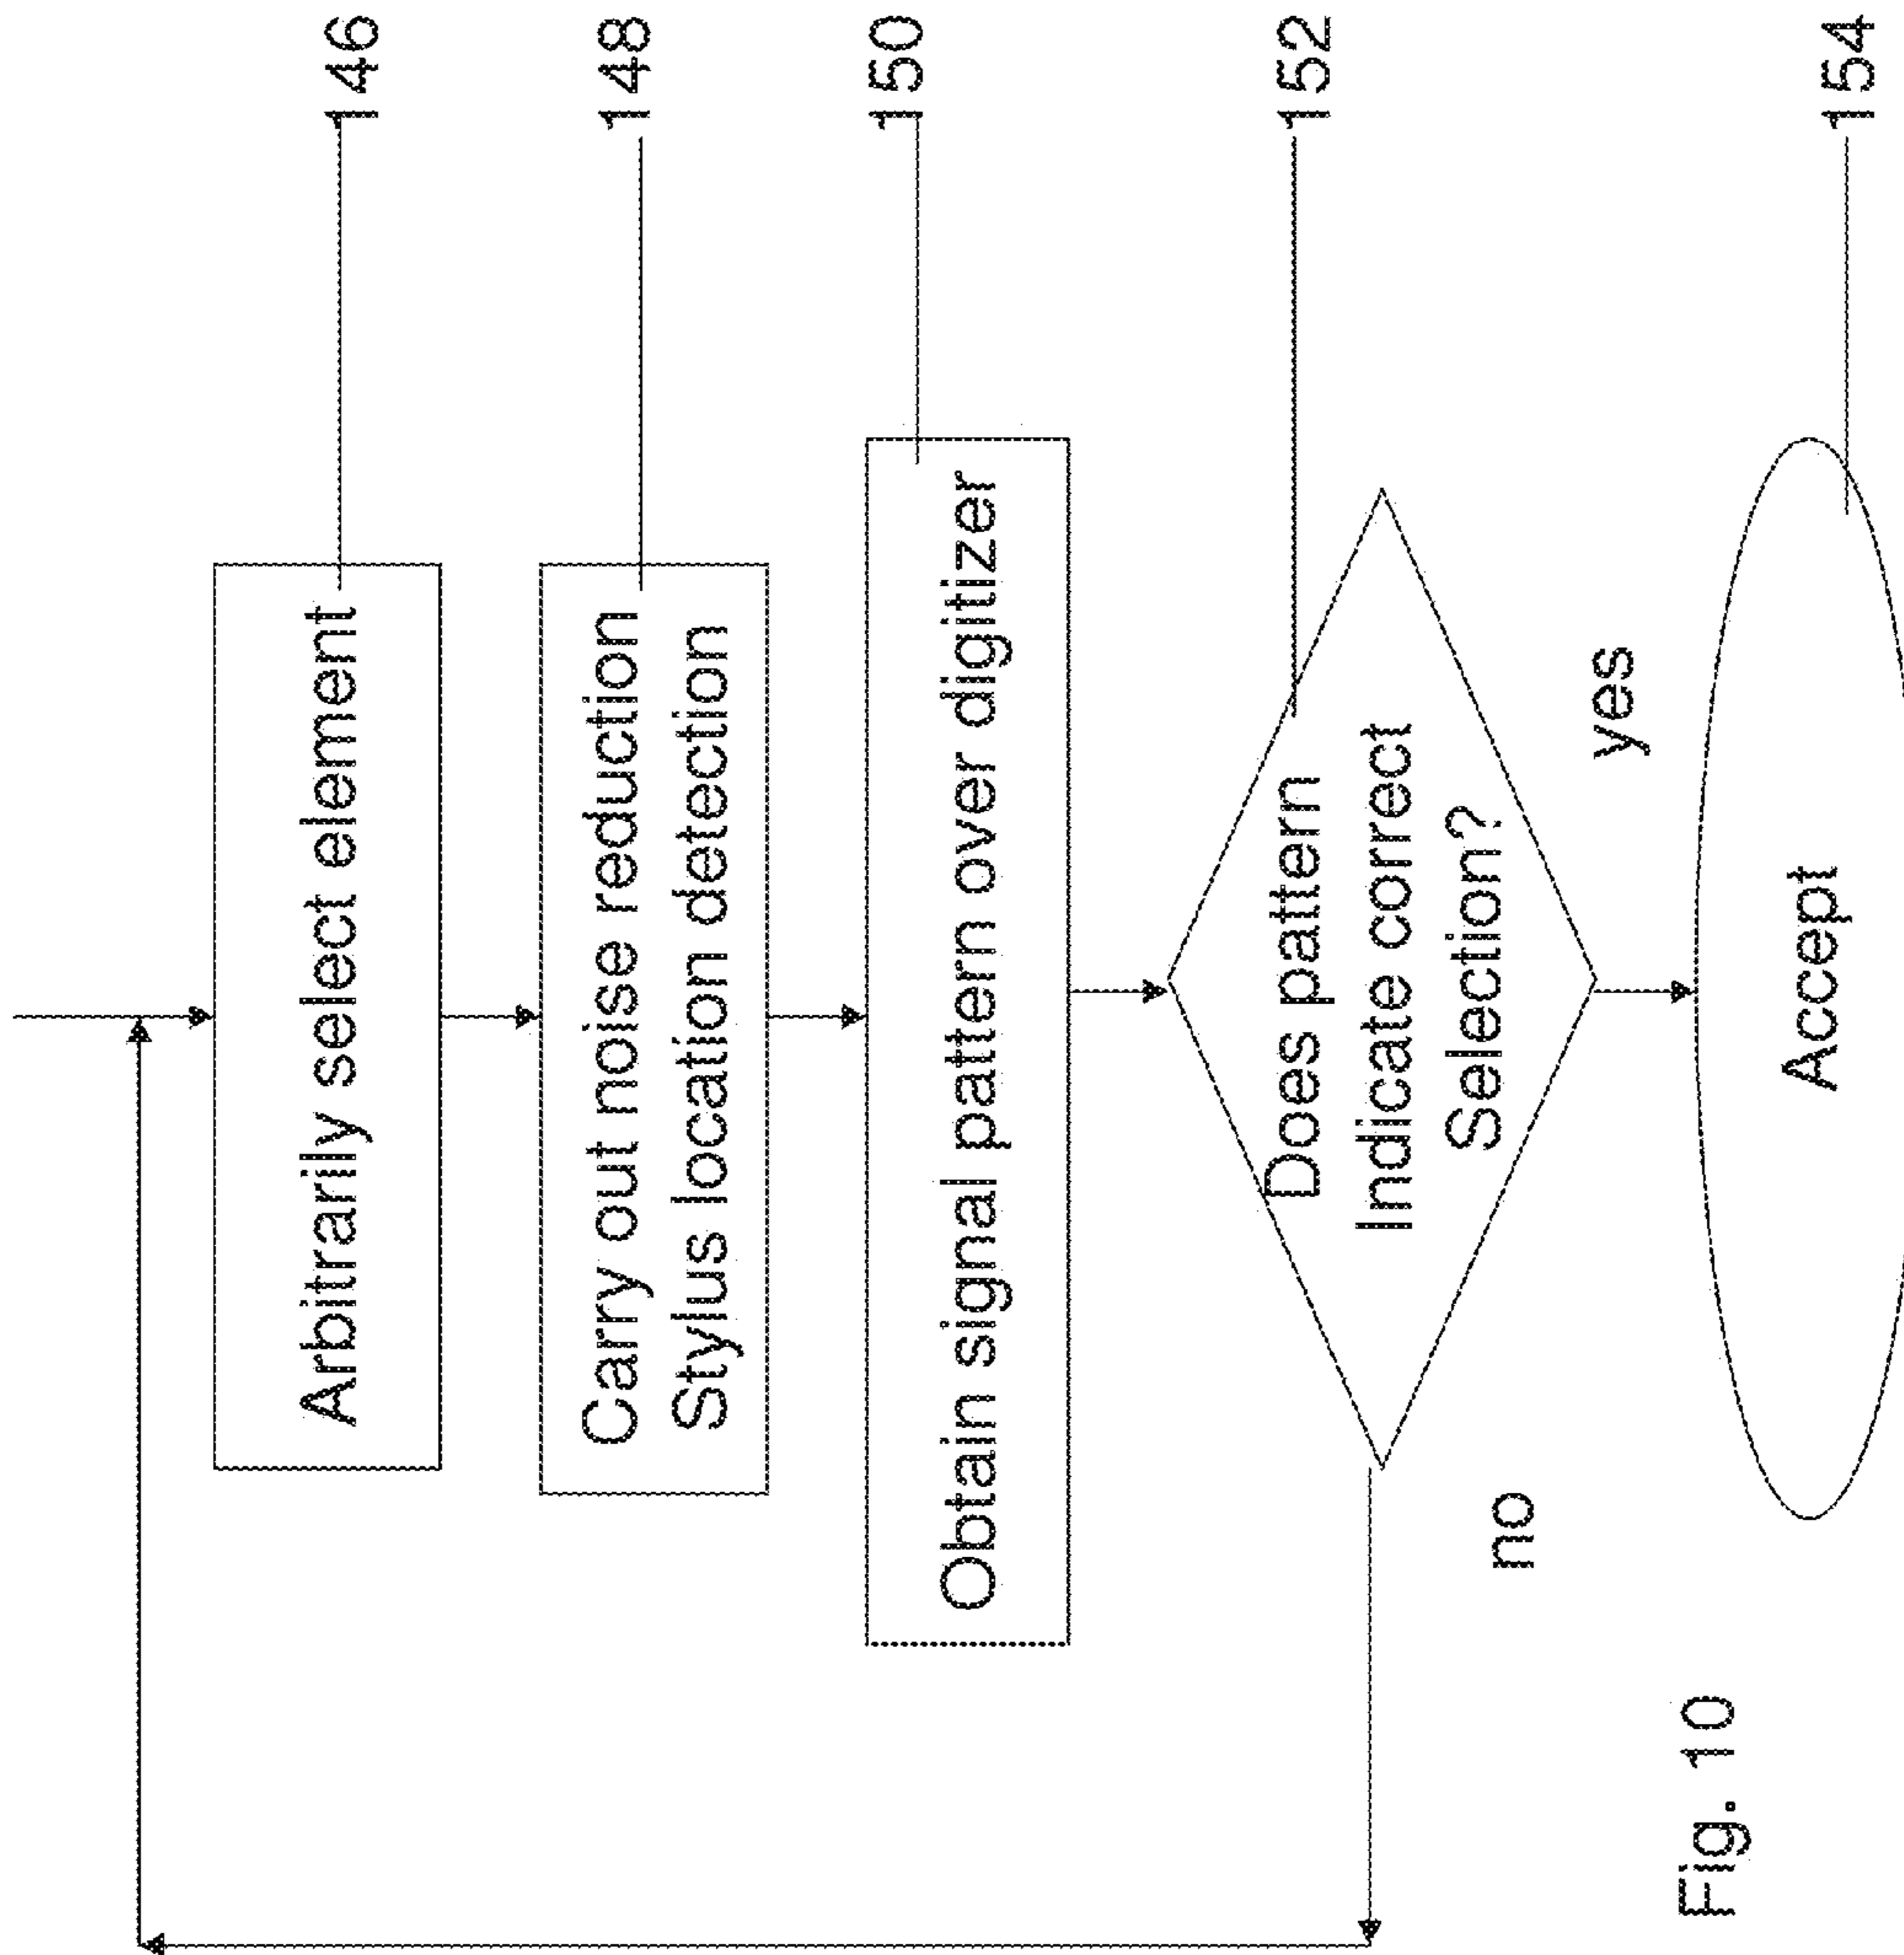 Arbitrarily select element
146
Carry out noise reduction
Stylus location detection
148
Obtain signal pattern over digitizer
150
Does pattern
Indicate correct
Selection?
152
no
yes
Accept
154
Fig. 10